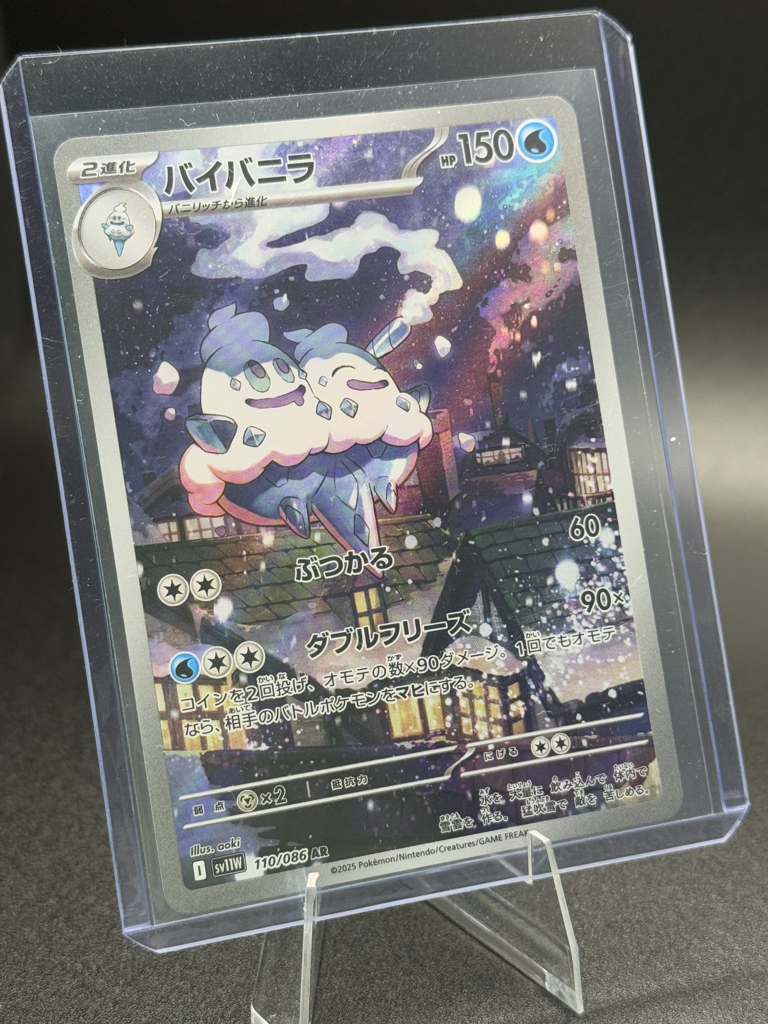 2進化
バイバニラ
HP 150
バニリッチから進化
ぶつかる 60
ダブルフリーズ 90×
コインを2回投げ、オモテの数×90ダメージ。1回でもオモテ
なら、相手のバトルポケモンをマヒにする。
弱点 ×2 抵抗力 にげる
水を 大量に 飲み込んで 体内で
雪雲を 作る。猛吹雪で 敵を 苦しめる。
Illus. aoki
I sv11W 110/086 AR
©2025 Pokémon/Nintendo/Creatures/GAME FREAK